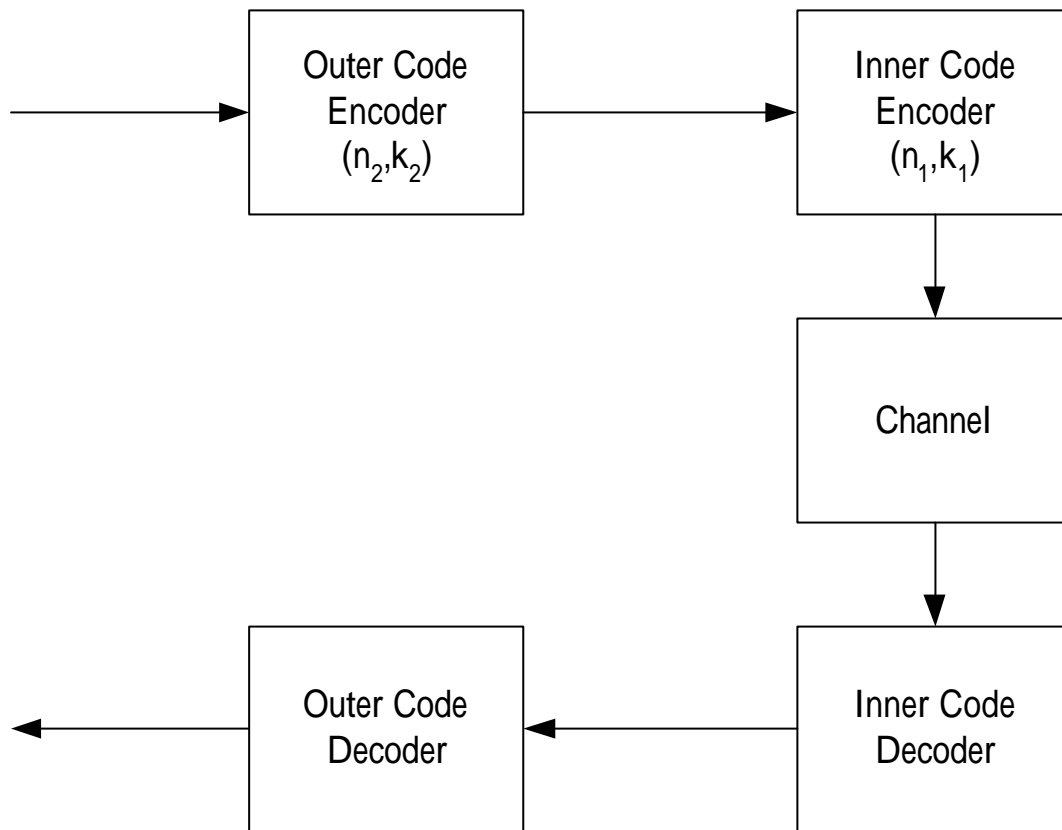 Outer Code
Encoder
(n₂,k₂)
Inner Code
Encoder
(n₁,k₁)
Channel
Outer Code
Decoder
Inner Code
Decoder